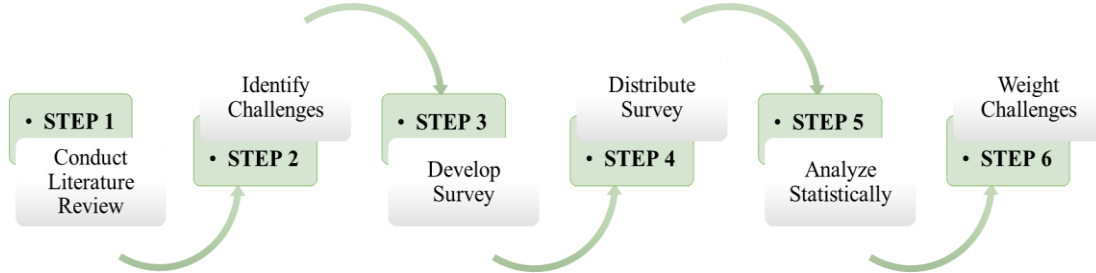 • STEP 1
Conduct
Literature
Review
Identify
Challenges
• STEP 2
• STEP 3
Develop
Survey
Distribute
Survey
• STEP 4
• STEP 5
Analyze
Statistically
Weight
Challenges
• STEP 6